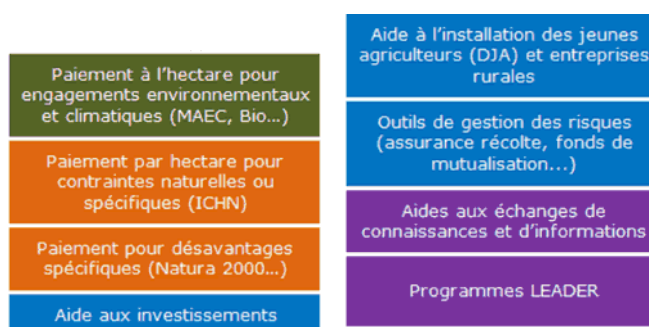 Paiement à l'hectare pour
engagements environnementaux
et climatiques (MAEC, Bio...)
Paiement par hectare pour
contraintes naturelles ou
spécifiques (ICHN)
Paiement pour désavantages
spécifiques (Natura 2000...)
Aide aux investissements
Aide à l'installation des jeunes
agriculteurs (DJA) et entreprises
rurales
Outils de gestion des risques
(assurance récolte, fonds de
mutualisation...)
Aides aux échanges de
connaissances et d'informations
Programmes LEADER